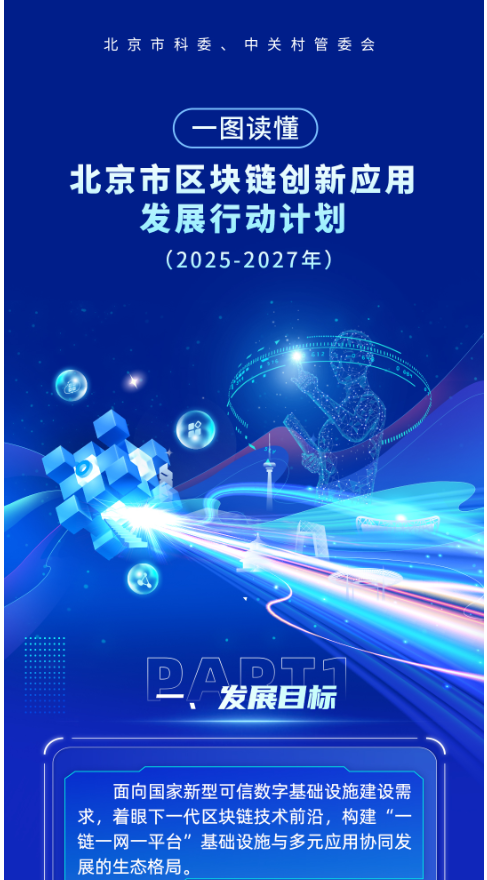 北京市科委、中关村管委会
一图读懂
北京市区块链创新应用
发展行动计划
（2025-2027年）
PART1
一、发展目标
面向国家新型可信数字基础设施建设需
求，着眼下一代区块链技术前沿，构建“一
链一网一平台”基础设施与多元应用协同发
展的生态格局。